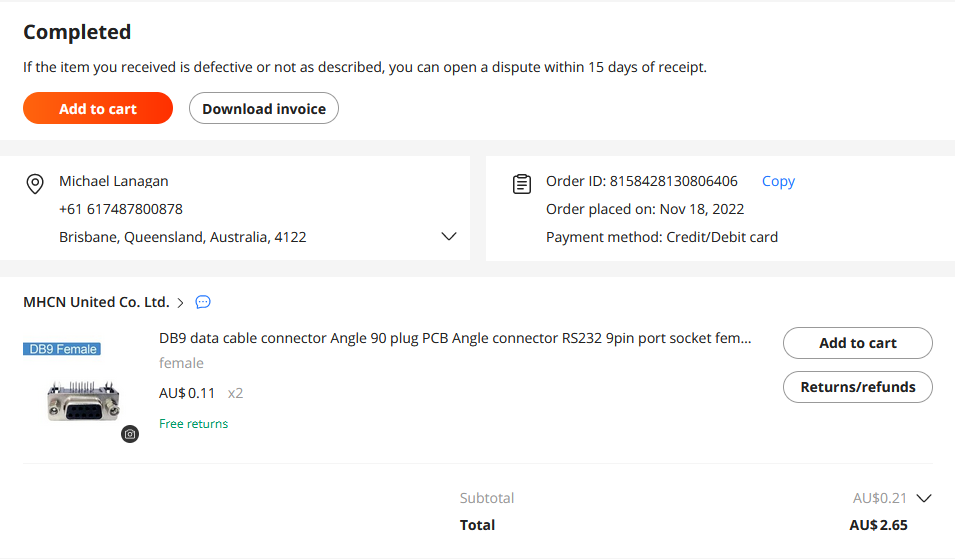 Completed
If the item you received is defective or not as described, you can open a dispute within 15 days of receipt.
Add to cart
Download invoice
Michael Lanagan
+61 617487800878
Brisbane, Queensland, Australia, 4122
Order ID: 8158428130806406 Copy
Order placed on: Nov 18, 2022
Payment method: Credit/Debit card
MHCN United Co. Ltd.
DB9 Female
DB9 data cable connector Angle 90 plug PCB Angle connector RS232 9pin port socket fem...
female
AU$0.11 x2
Free returns
Add to cart
Returns/refunds
Subtotal AU$0.21
Total AU$2.65